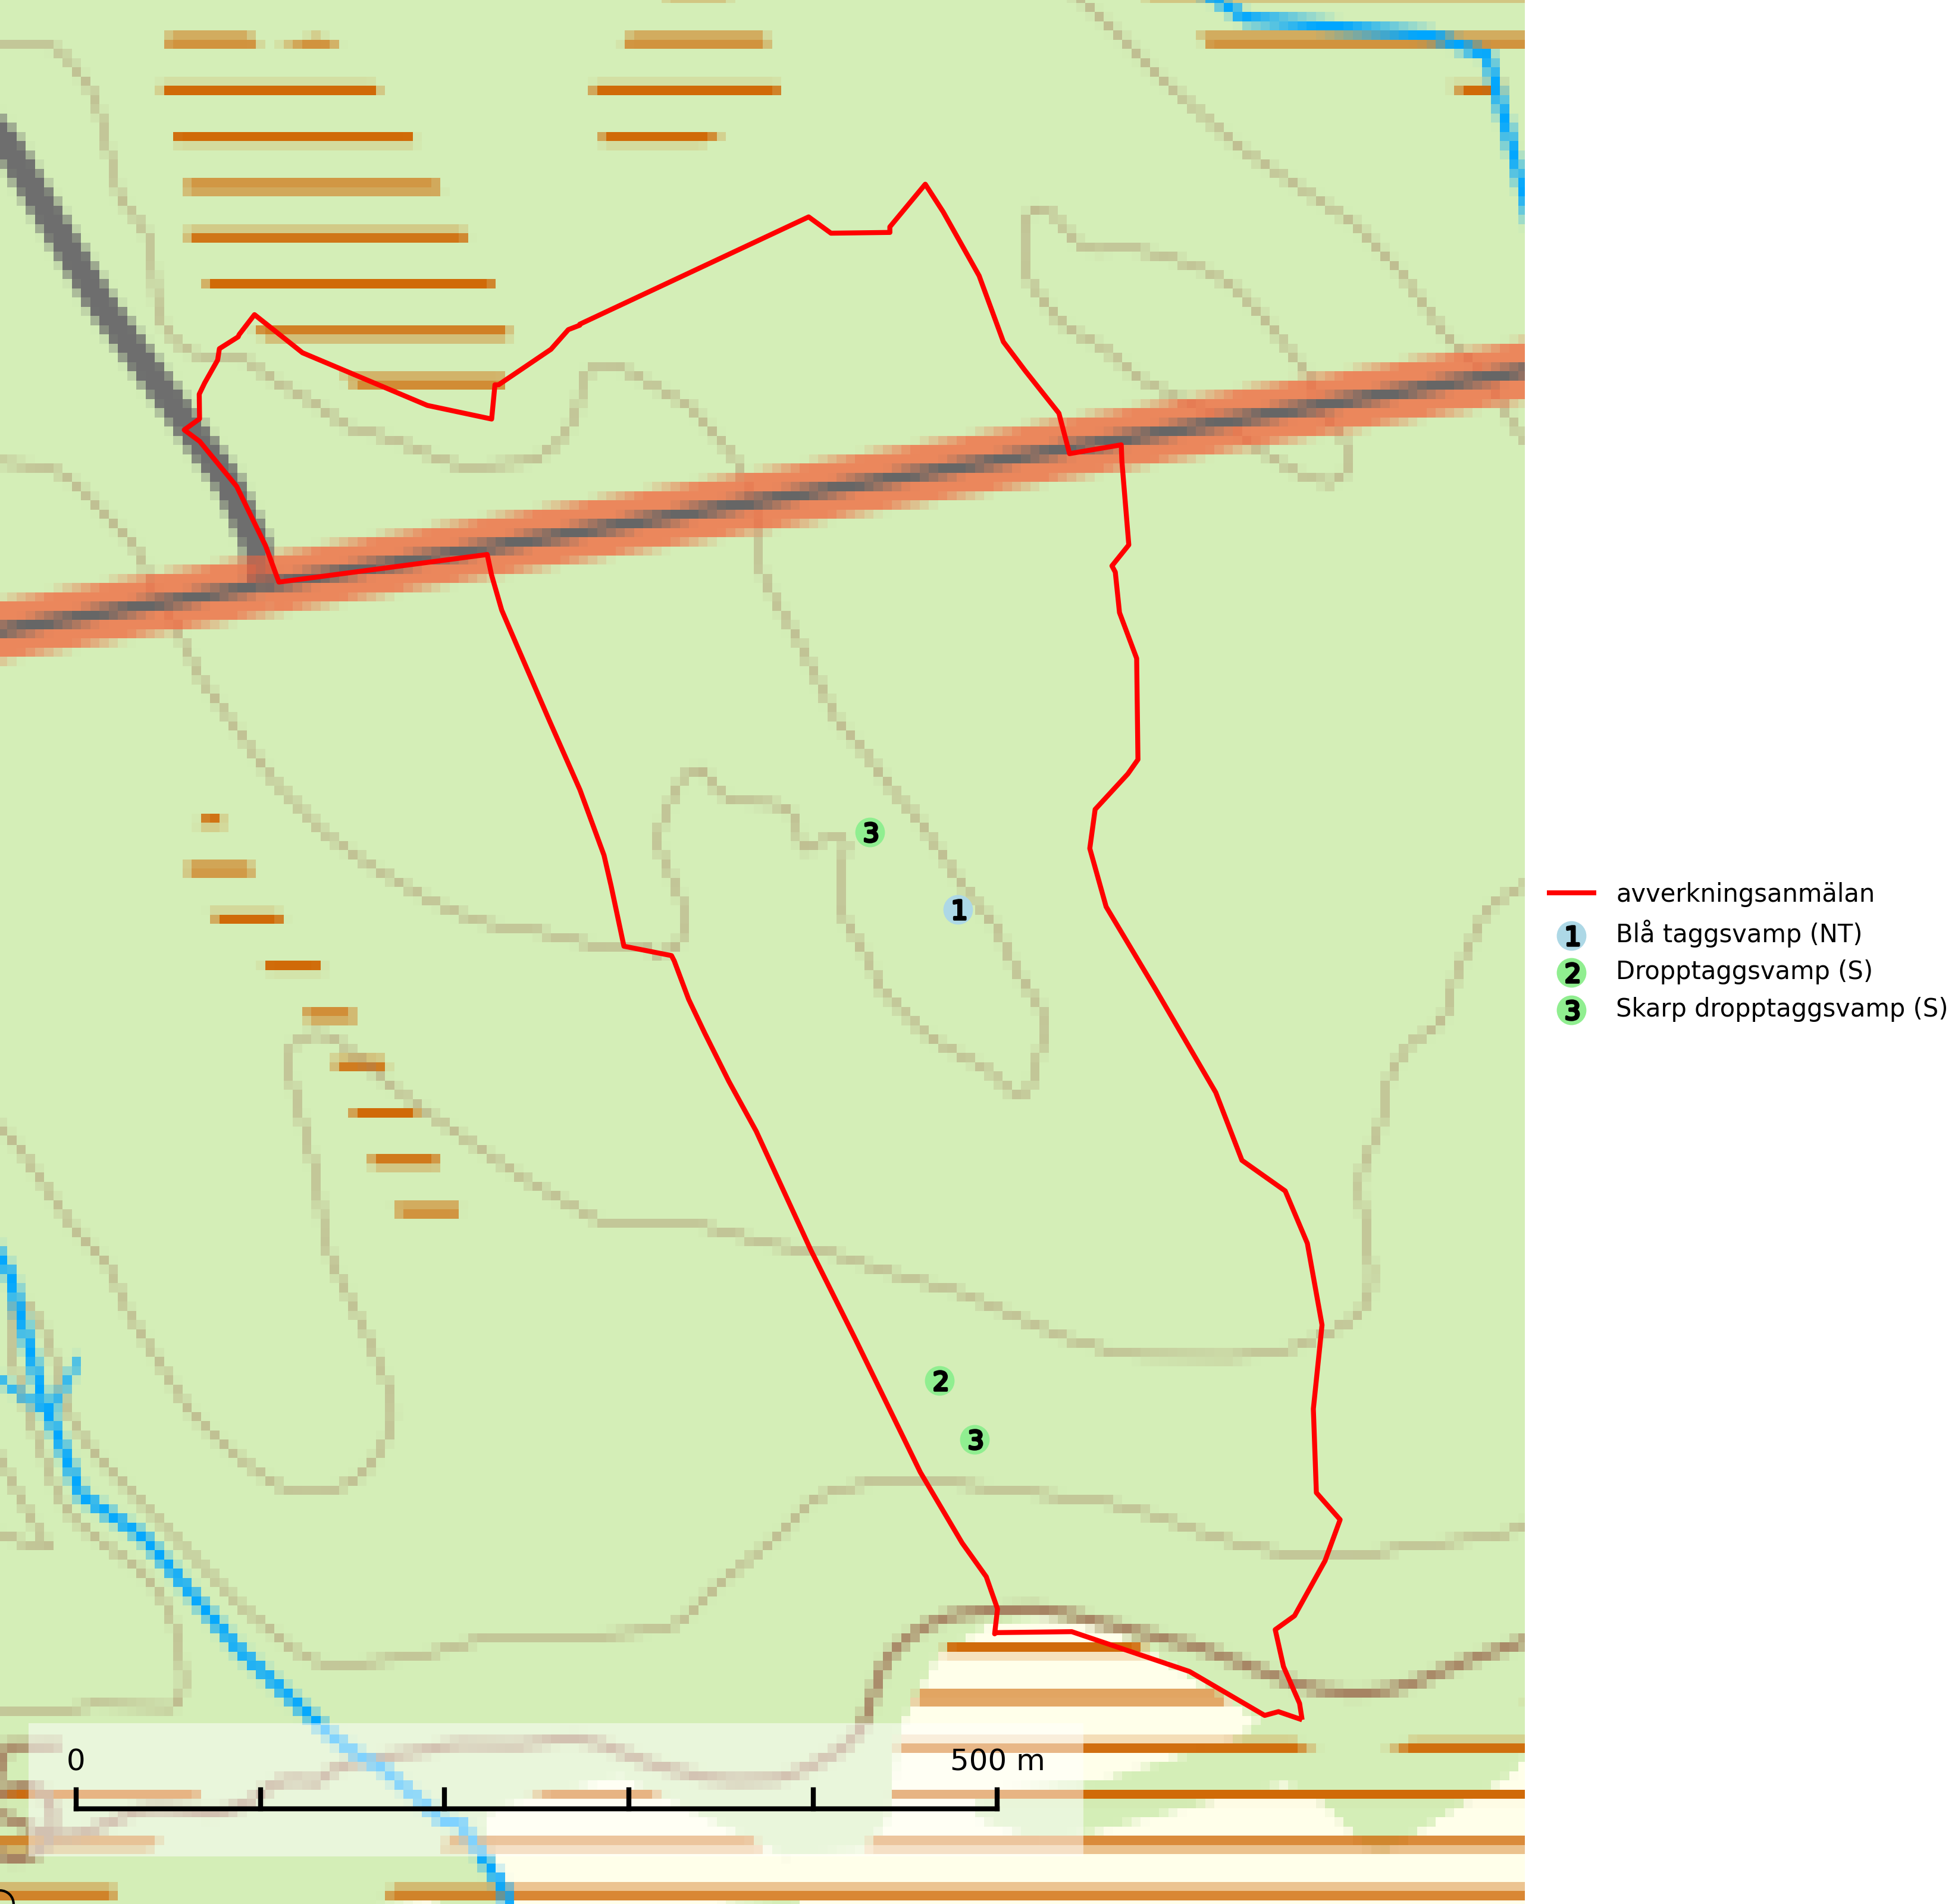 3
1
avverkningsanmälan
1 Blå taggsvamp (NT)
2 Dropptaggsvamp (S)
3 Skarp dropptaggsvamp (S)
2
3
0 500 m